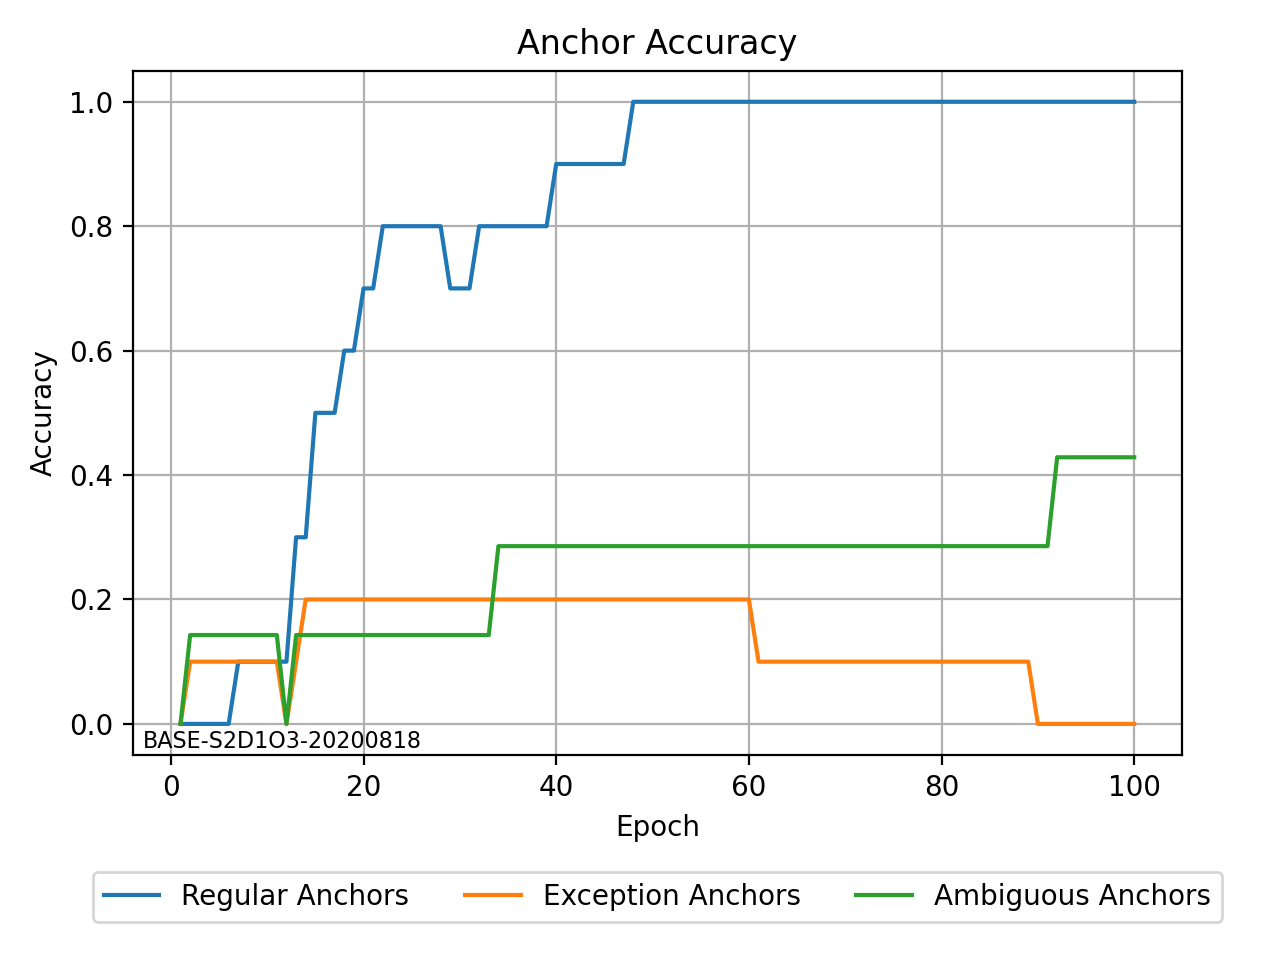 Anchor Accuracy
1.0
0.8
0.6
0.4
0.2
0.0
Accuracy
BASE-S2D1O3-20200818
0 20 40 60 80 100
Epoch
Regular Anchors Exception Anchors Ambiguous Anchors